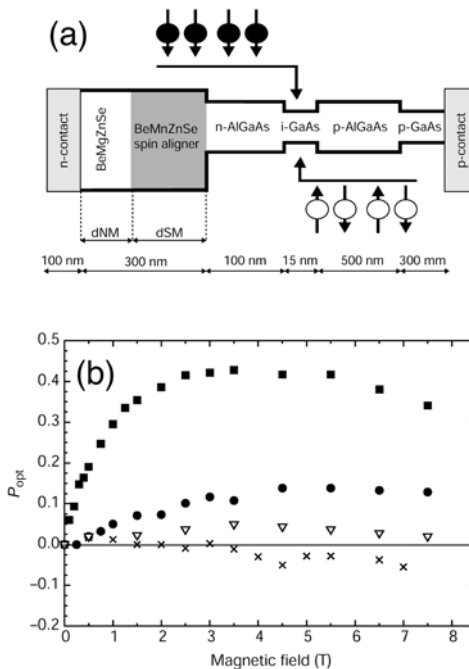 (a)
n-contact
BeMgZnSe
BeMnZnSe
spin aligner
n-AlGaAs
i-GaAs
p-AlGaAs
p-GaAs
p-contact
dNM
dSM
100 nm
300 nm
100 nm
15 nm
500 nm
300 mm
(b)
0.5
0.4
0.3
0.2
0.1
0.0
–0.1
–0.2
Popt
0
1
2
3
4
5
6
7
8
Magnetic field (T)